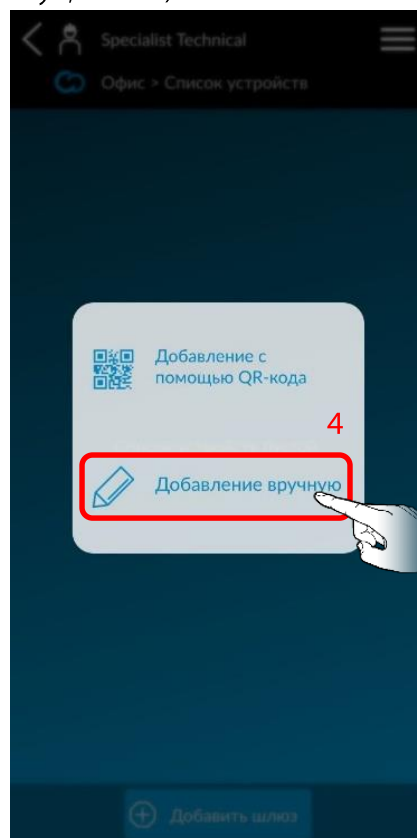 Specialist Technical
Офис > Список устройств
Добавление с
помощью QR-кода
4
Добавление вручную
Добавить шлюз